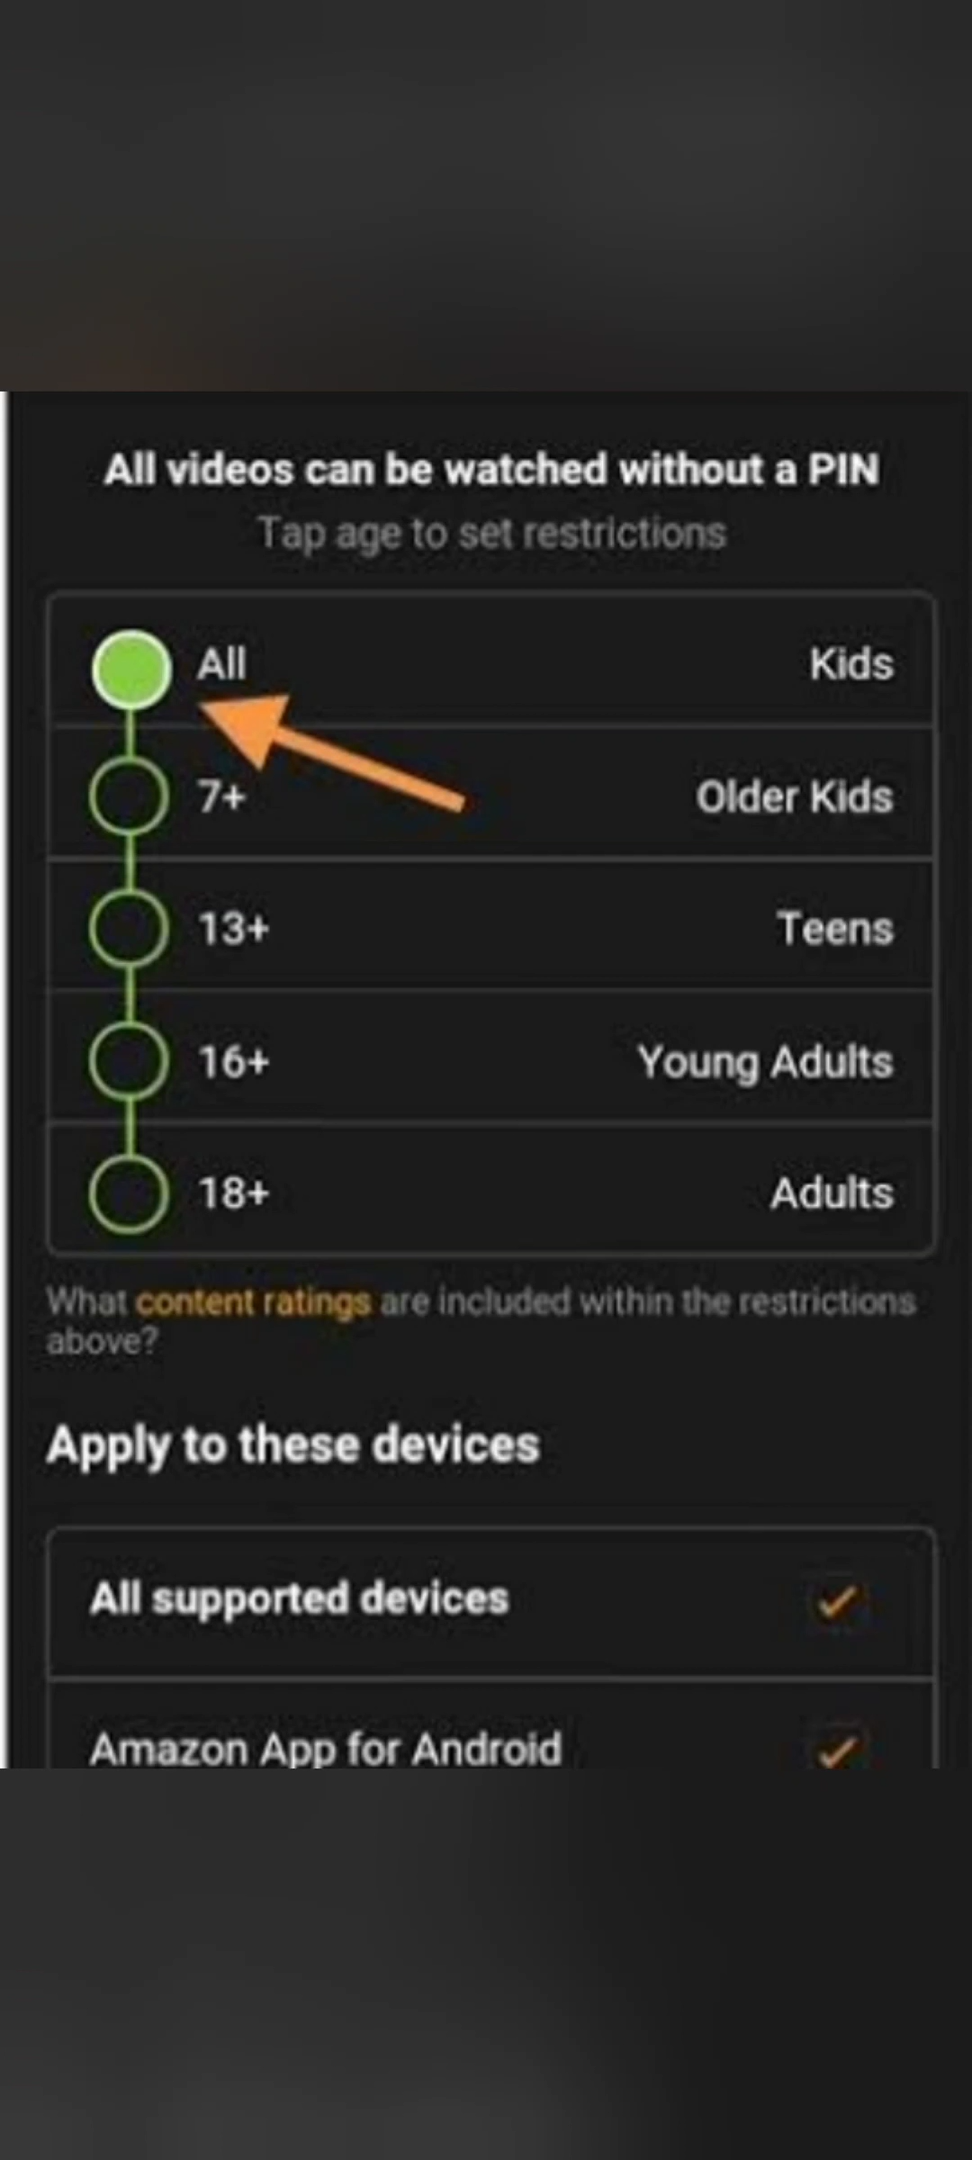 All videos can be watched without a PIN
Tap age to set restrictions
All Kids
7+ Older Kids
13+ Teens
16+ Young Adults
18+ Adults
What content ratings are included within the restrictions
above?
Apply to these devices
All supported devices
Amazon App for Android